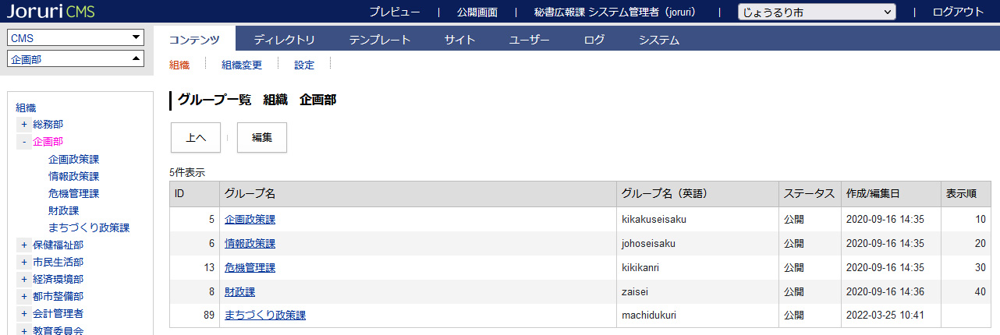 Joruri CMS プレビュー | 公開画面 | 秘書広報課 システム管理者（joruri） | じょうるり市 | ログアウト
CMS
企画部
コンテンツ ディレクトリ テンプレート サイト ユーザー ログ システム
組織 組織変更 設定
組織
+ 総務部
- 企画部
企画政策課
情報政策課
危機管理課
財政課
まちづくり政策課
+ 保健福祉部
+ 市民生活部
+ 経済環境部
+ 都市整備部
+ 会計管理者
+ 教育委員会
グループ一覧 組織 企画部
上へ 編集
5件表示
ID グループ名 グループ名（英語） ステータス 作成/編集日 表示順
5 企画政策課 kikakuseisaku 公開 2020-09-16 14:35 10
6 情報政策課 johoseisaku 公開 2020-09-16 14:35 20
13 危機管理課 kikikanri 公開 2020-09-16 14:35 30
8 財政課 zaisei 公開 2020-09-16 14:36 40
89 まちづくり政策課 machidukuri 公開 2022-03-25 10:41